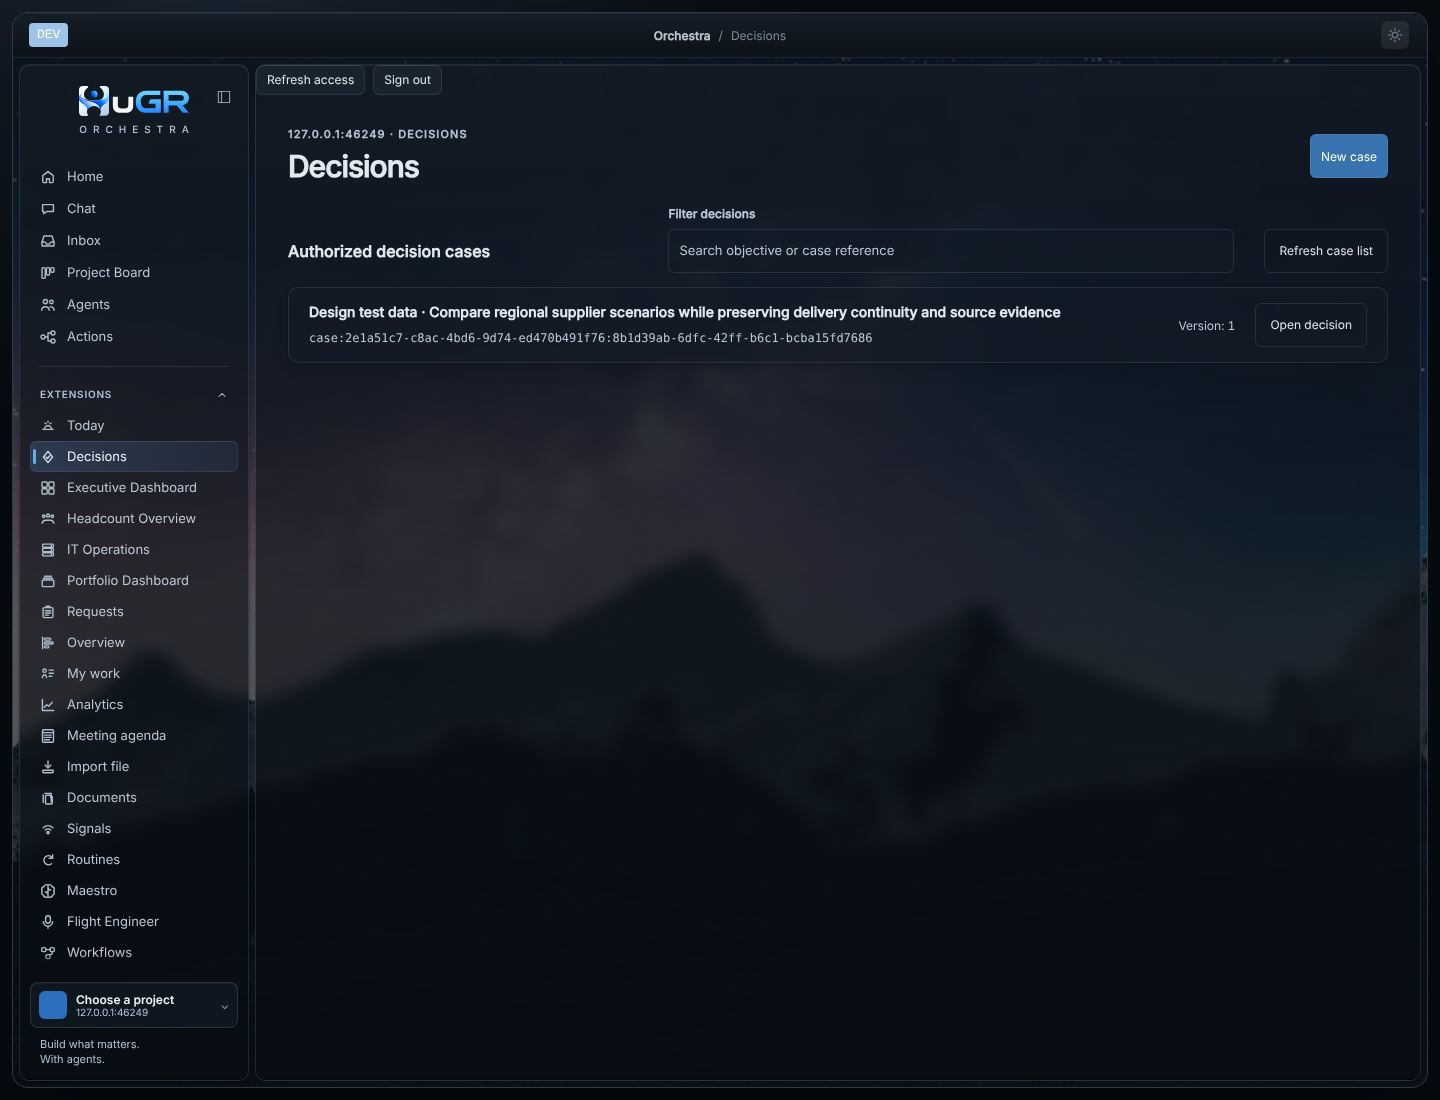 DEV
Orchestra / Decisions
HuGR
ORCHESTRA
Home
Chat
Inbox
Project Board
Agents
Actions
EXTENSIONS
Today
Decisions
Executive Dashboard
Headcount Overview
IT Operations
Portfolio Dashboard
Requests
Overview
My work
Analytics
Meeting agenda
Import file
Documents
Signals
Routines
Maestro
Flight Engineer
Workflows
Choose a project
127.0.0.1:46249
Build what matters.
With agents.
Refresh access
Sign out
127.0.0.1:46249 · DECISIONS
Decisions
New case
Filter decisions
Authorized decision cases
Search objective or case reference
Refresh case list
Design test data · Compare regional supplier scenarios while preserving delivery continuity and source evidence
case:2e1a51c7-c8ac-4bd6-9d74-ed470b491f76:8b1d39ab-6dfc-42ff-b6c1-bcba15fd7686
Version: 1
Open decision